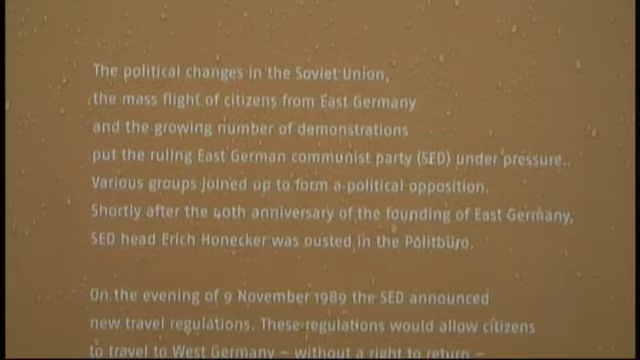 The political changes in the Soviet Union,
the mass flight of citizens from East Germany
and the growing number of demonstrations
put the ruling East German communist party (SED) under pressure.
Various groups joined up to form a political opposition.
Shortly after the 40th anniversary of the founding of East Germany,
SED head Erich Honecker was ousted in the Politbüro.
On the evening of 9 November 1989 the SED announced
new travel regulations. These regulations would allow citizens
to travel to West Germany – without a right to return –